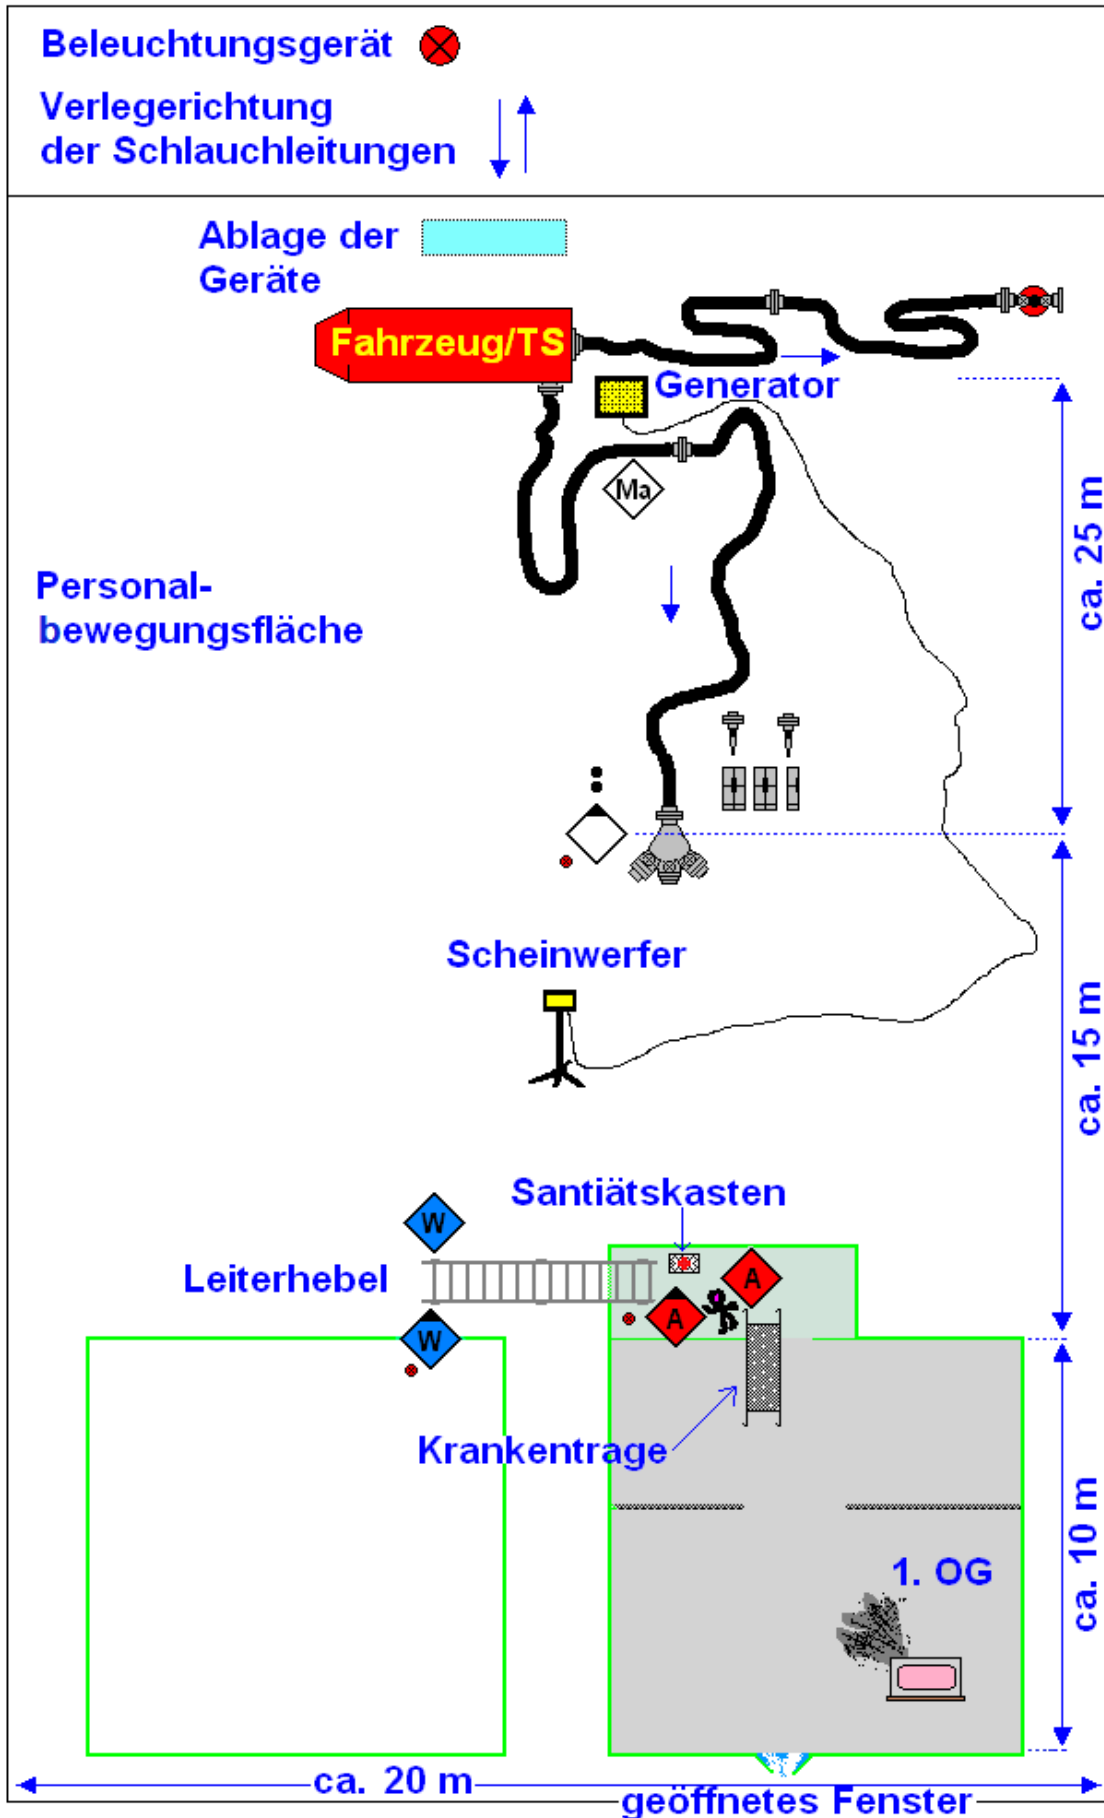 Beleuchtungsgerät
Verlegerichtung
der Schlauchleitungen
Ablage der
Geräte
Fahrzeug/TS
Generator
Ma
ca. 25 m
Personal-
bewegungsfläche
Scheinwerfer
ca. 15 m
Santiätskasten
W
Leiterhebel
A
A
W
Krankentrage
1. OG
ca. 10 m
ca. 20 m
geöffnetes Fenster